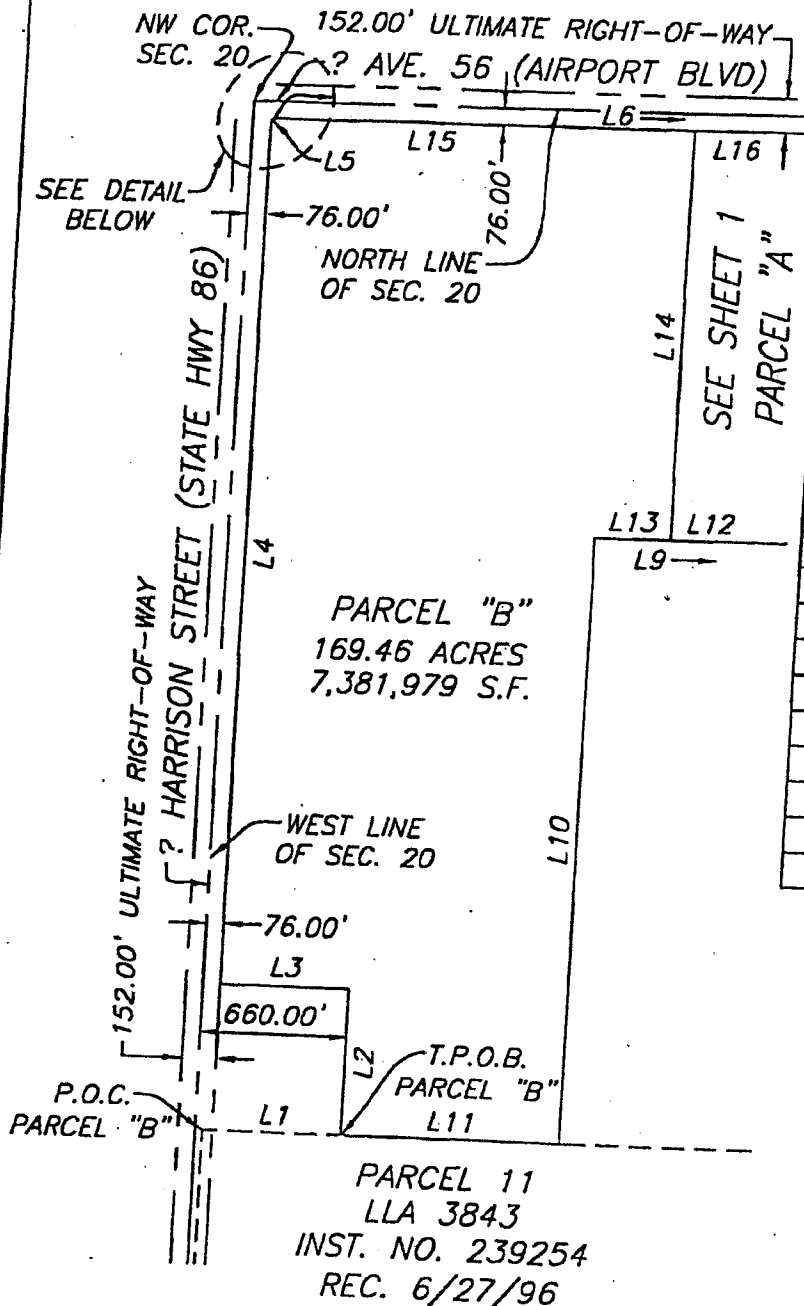 NW COR.
SEC. 20
152.00' ULTIMATE RIGHT-OF-WAY
? AVE. 56 (AIRPORT BLVD)
L6
L15
L16
L5
SEE DETAIL
BELOW
76.00'
76.00'
NORTH LINE
OF SEC. 20
SEE SHEET 1
PARCEL "A"
L14
? HARRISON STREET (STATE HWY 86)
L4
L13
L12
L9
PARCEL "B"
169.46 ACRES
7,381,979 S.F.
152.00' ULTIMATE RIGHT-OF-WAY
WEST LINE
OF SEC. 20
L10
76.00'
L3
660.00'
L2
T.P.O.B.
PARCEL "B"
P.O.C.
PARCEL "B"
L1
L11
PARCEL 11
LLA 3843
INST. NO. 239254
REC. 6/27/96